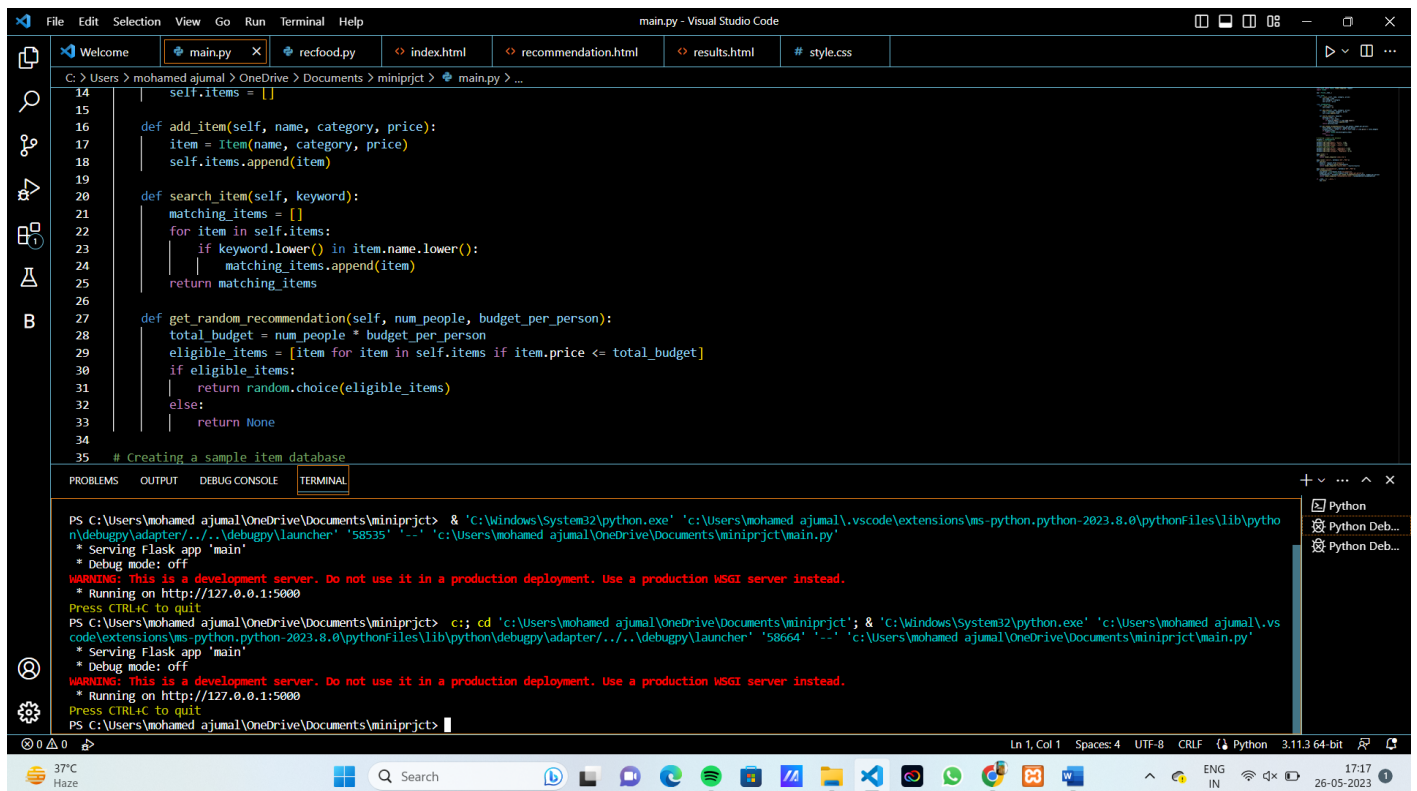 File Edit Selection View Go Run Terminal Help main.py - Visual Studio Code
Welcome main.py recfood.py index.html recommendation.html results.html # style.css
C: > Users > mohamed ajumal > OneDrive > Documents > miniprjct > main.py > ...
14 self.items = []
15
16 def add_item(self, name, category, price):
17 item = Item(name, category, price)
18 self.items.append(item)
19
20 def search_item(self, keyword):
21 matching_items = []
22 for item in self.items:
23 if keyword.lower() in item.name.lower():
24 matching_items.append(item)
25 return matching_items
26
27 def get_random_recommendation(self, num_people, budget_per_person):
28 total_budget = num_people * budget_per_person
29 eligible_items = [item for item in self.items if item.price <= total_budget]
30 if eligible_items:
31 return random.choice(eligible_items)
32 else:
33 return None
34
35 # Creating a sample item database
PROBLEMS OUTPUT DEBUG CONSOLE TERMINAL
Python
Python Deb...
Python Deb...
PS C:\Users\mohamed ajumal\OneDrive\Documents\miniprjct> & 'C:\Windows\System32\python.exe' 'c:\Users\mohamed ajumal\.vscode\extensions\ms-python.python-2023.8.0\pythonFiles\lib\pytho
n\debugpy\adapter/../..\debugpy\launcher' '58535' '--' 'c:\Users\mohamed ajumal\OneDrive\Documents\miniprjct\main.py'
* Serving Flask app 'main'
* Debug mode: off
WARNING: This is a development server. Do not use it in a production deployment. Use a production WSGI server instead.
* Running on http://127.0.0.1:5000
Press CTRL+C to quit
PS C:\Users\mohamed ajumal\OneDrive\Documents\miniprjct> c:; cd 'c:\Users\mohamed ajumal\OneDrive\Documents\miniprjct'; & 'C:\Windows\System32\python.exe' 'c:\Users\mohamed ajumal\.vs
code\extensions\ms-python.python-2023.8.0\pythonFiles\lib\python\debugpy\adapter/../..\debugpy\launcher' '58664' '--' 'c:\Users\mohamed ajumal\OneDrive\Documents\miniprjct\main.py'
* Serving Flask app 'main'
* Debug mode: off
WARNING: This is a development server. Do not use it in a production deployment. Use a production WSGI server instead.
* Running on http://127.0.0.1:5000
Press CTRL+C to quit
PS C:\Users\mohamed ajumal\OneDrive\Documents\miniprjct>
0 0 Ln 1, Col 1 Spaces: 4 UTF-8 CRLF Python 3.11.3 64-bit
37°C
Haze
Search
ENG
IN
17:17
26-05-2023
1